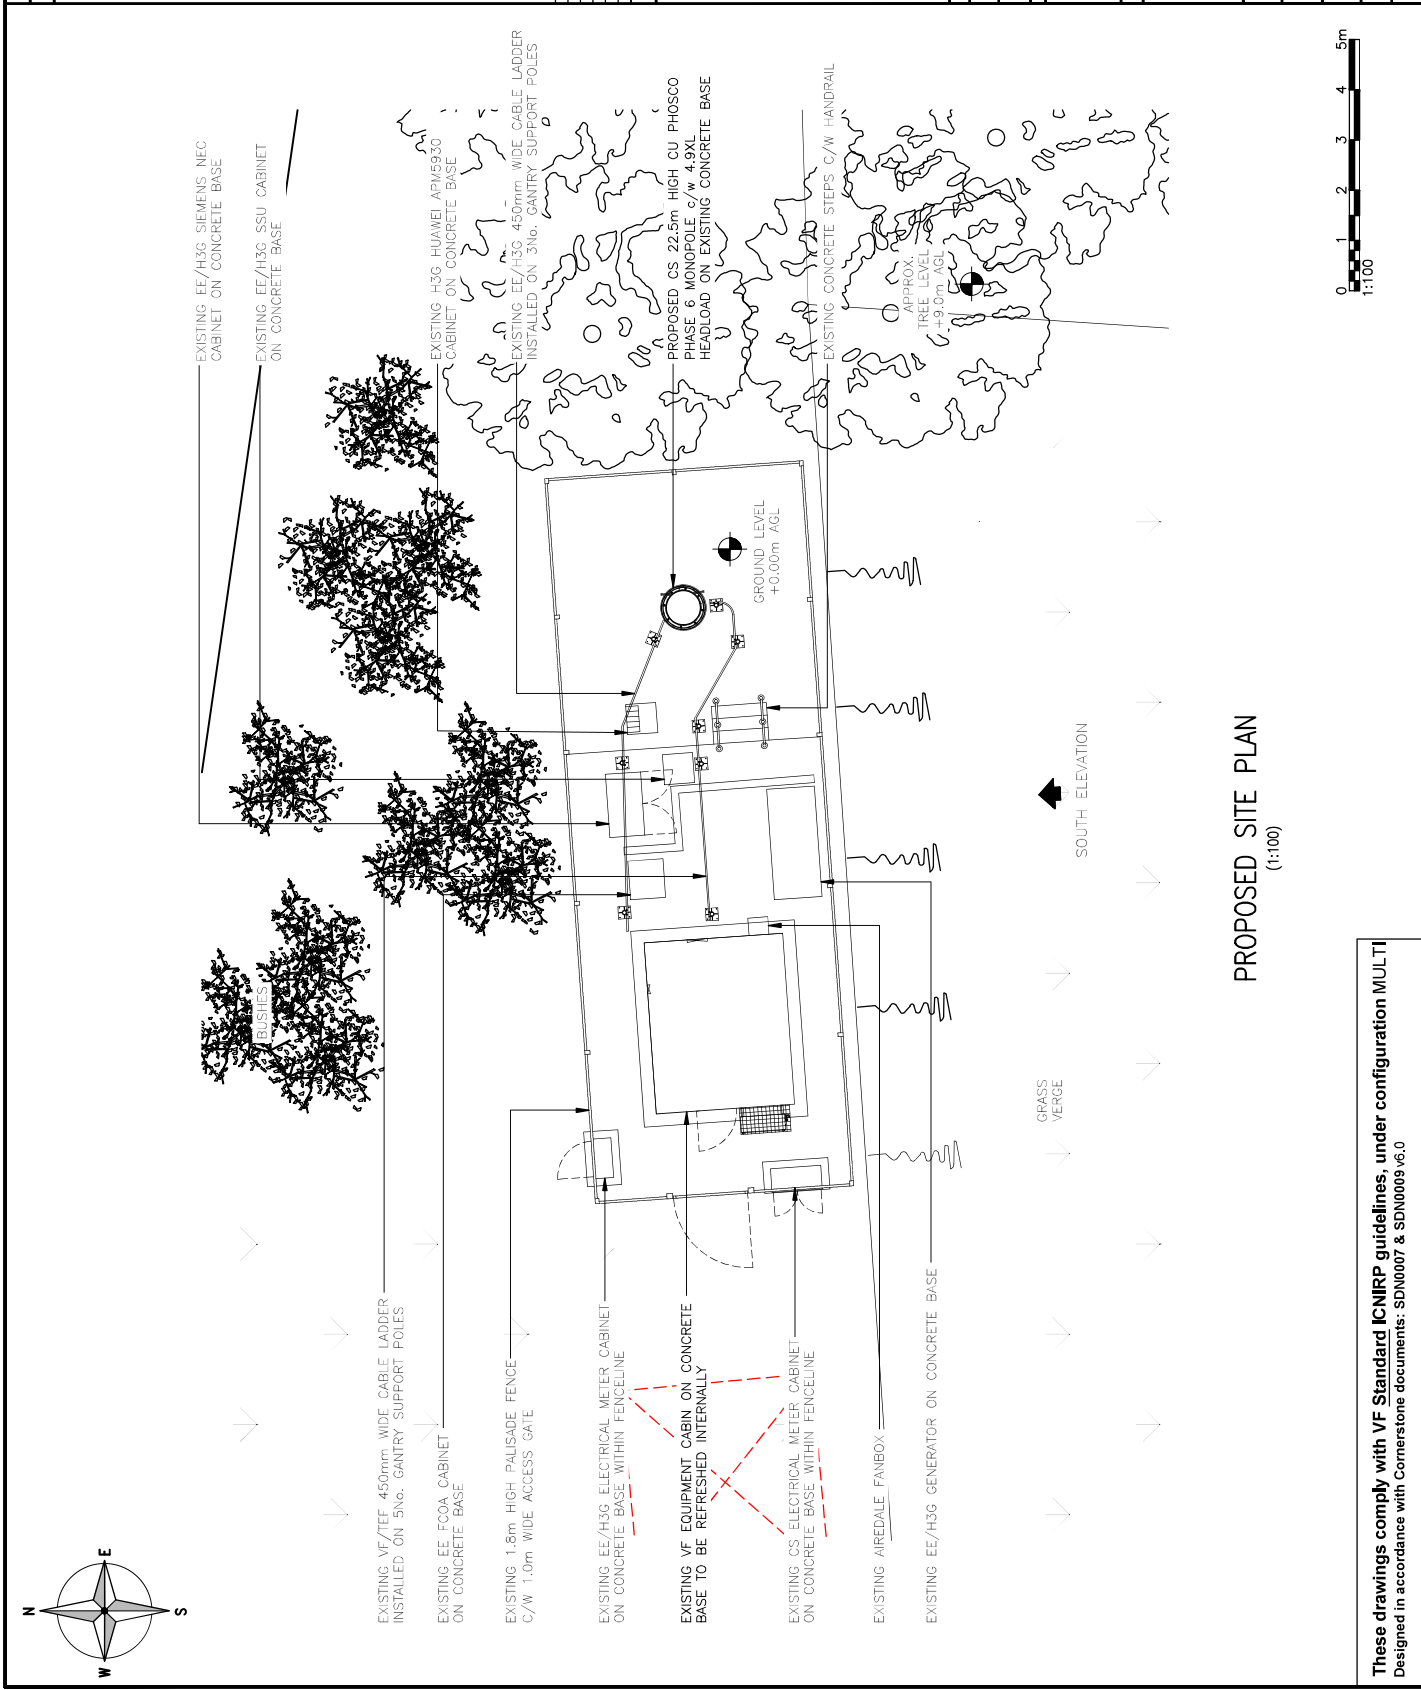 EXISTING EE/H3G SIEMENS NEC
CABINET ON CONCRETE BASE
EXISTING EE/H3G SSU CABINET
ON CONCRETE BASE
EXISTING H3G HUAWEI APM5930
CABINET ON CONCRETE BASE
EXISTING EE/H3G 450mm WIDE CABLE LADDER
INSTALLED ON 3No. GANTRY SUPPORT POLES
PROPOSED CS 22.5m HIGH CU PHOSCO
PHASE 6 MONOPOLE c/w 4.9XL
HEADLOAD ON EXISTING CONCRETE BASE
EXISTING CONCRETE STEPS C/W HANDRAIL
APPROX.
TREE LEVEL
+9.0m AGL
GROUND LEVEL
+0.00m AGL
BUSHES
N
E
S
W
EXISTING VF/TEF 450mm WIDE CABLE LADDER
INSTALLED ON 5No. GANTRY SUPPORT POLES
EXISTING EE FCOA CABINET
ON CONCRETE BASE
EXISTING 1.8m HIGH PALISADE FENCE
C/W 1.0m WIDE ACCESS GATE
EXISTING EE/H3G ELECTRICAL METER CABINET
ON CONCRETE BASE WITHIN FENCELINE
EXISTING VF EQUIPMENT CABIN ON CONCRETE
BASE TO BE REFRESHED INTERNALLY
EXISTING CS ELECTRICAL METER CABINET
ON CONCRETE BASE WITHIN FENCELINE
EXISTING AIREDALE FANBOX
EXISTING EE/H3G GENERATOR ON CONCRETE BASE
GRASS
VERGE
SOUTH ELEVATION
PROPOSED SITE PLAN
(1:100)
0 1 2 3 4 5m
1:100
These drawings comply with VF Standard ICNIRP guidelines, under configuration MULTI
Designed in accordance with Cornerstone documents: SDN0007 & SDN0009 v6.0